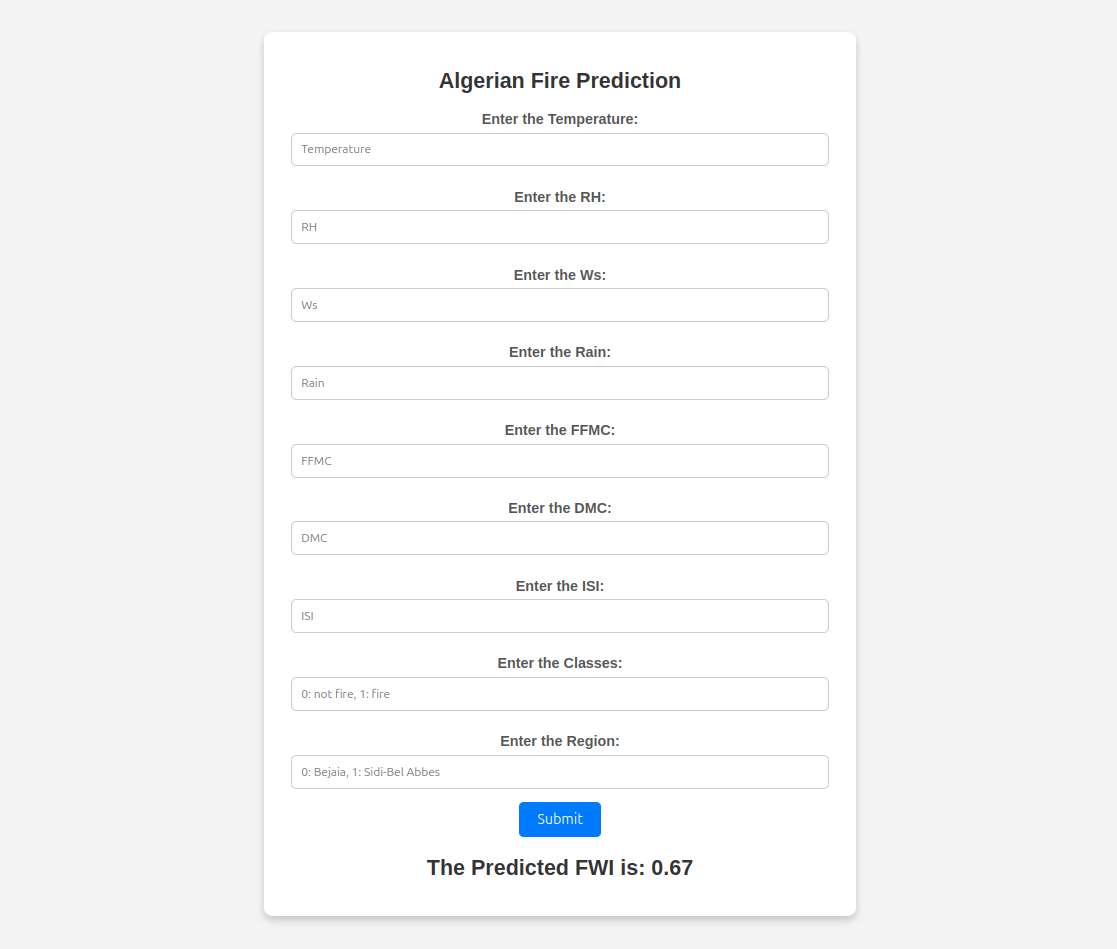 Algerian Fire Prediction
Enter the Temperature:
Temperature
Enter the RH:
RH
Enter the Ws:
Ws
Enter the Rain:
Rain
Enter the FFMC:
FFMC
Enter the DMC:
DMC
Enter the ISI:
ISI
Enter the Classes:
0: not fire, 1: fire
Enter the Region:
0: Bejaia, 1: Sidi-Bel Abbes
Submit
The Predicted FWI is: 0.67